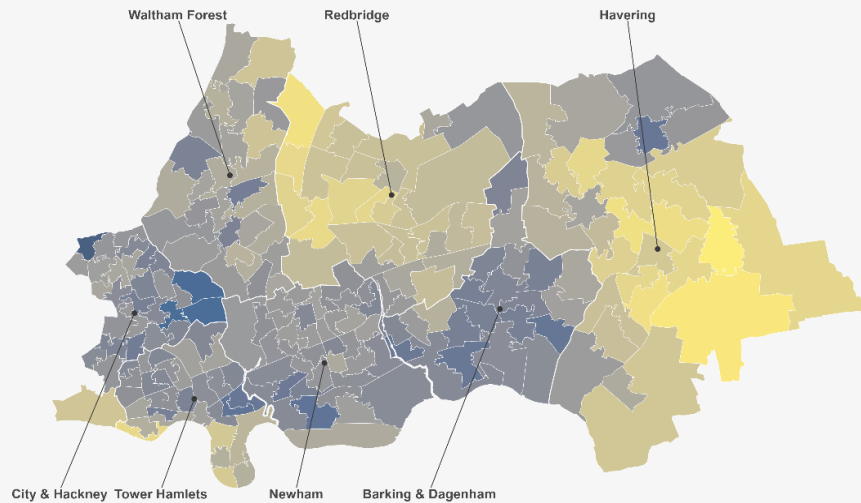 Waltham Forest
Redbridge
Havering
City & Hackney
Tower Hamlets
Newham
Barking & Dagenham